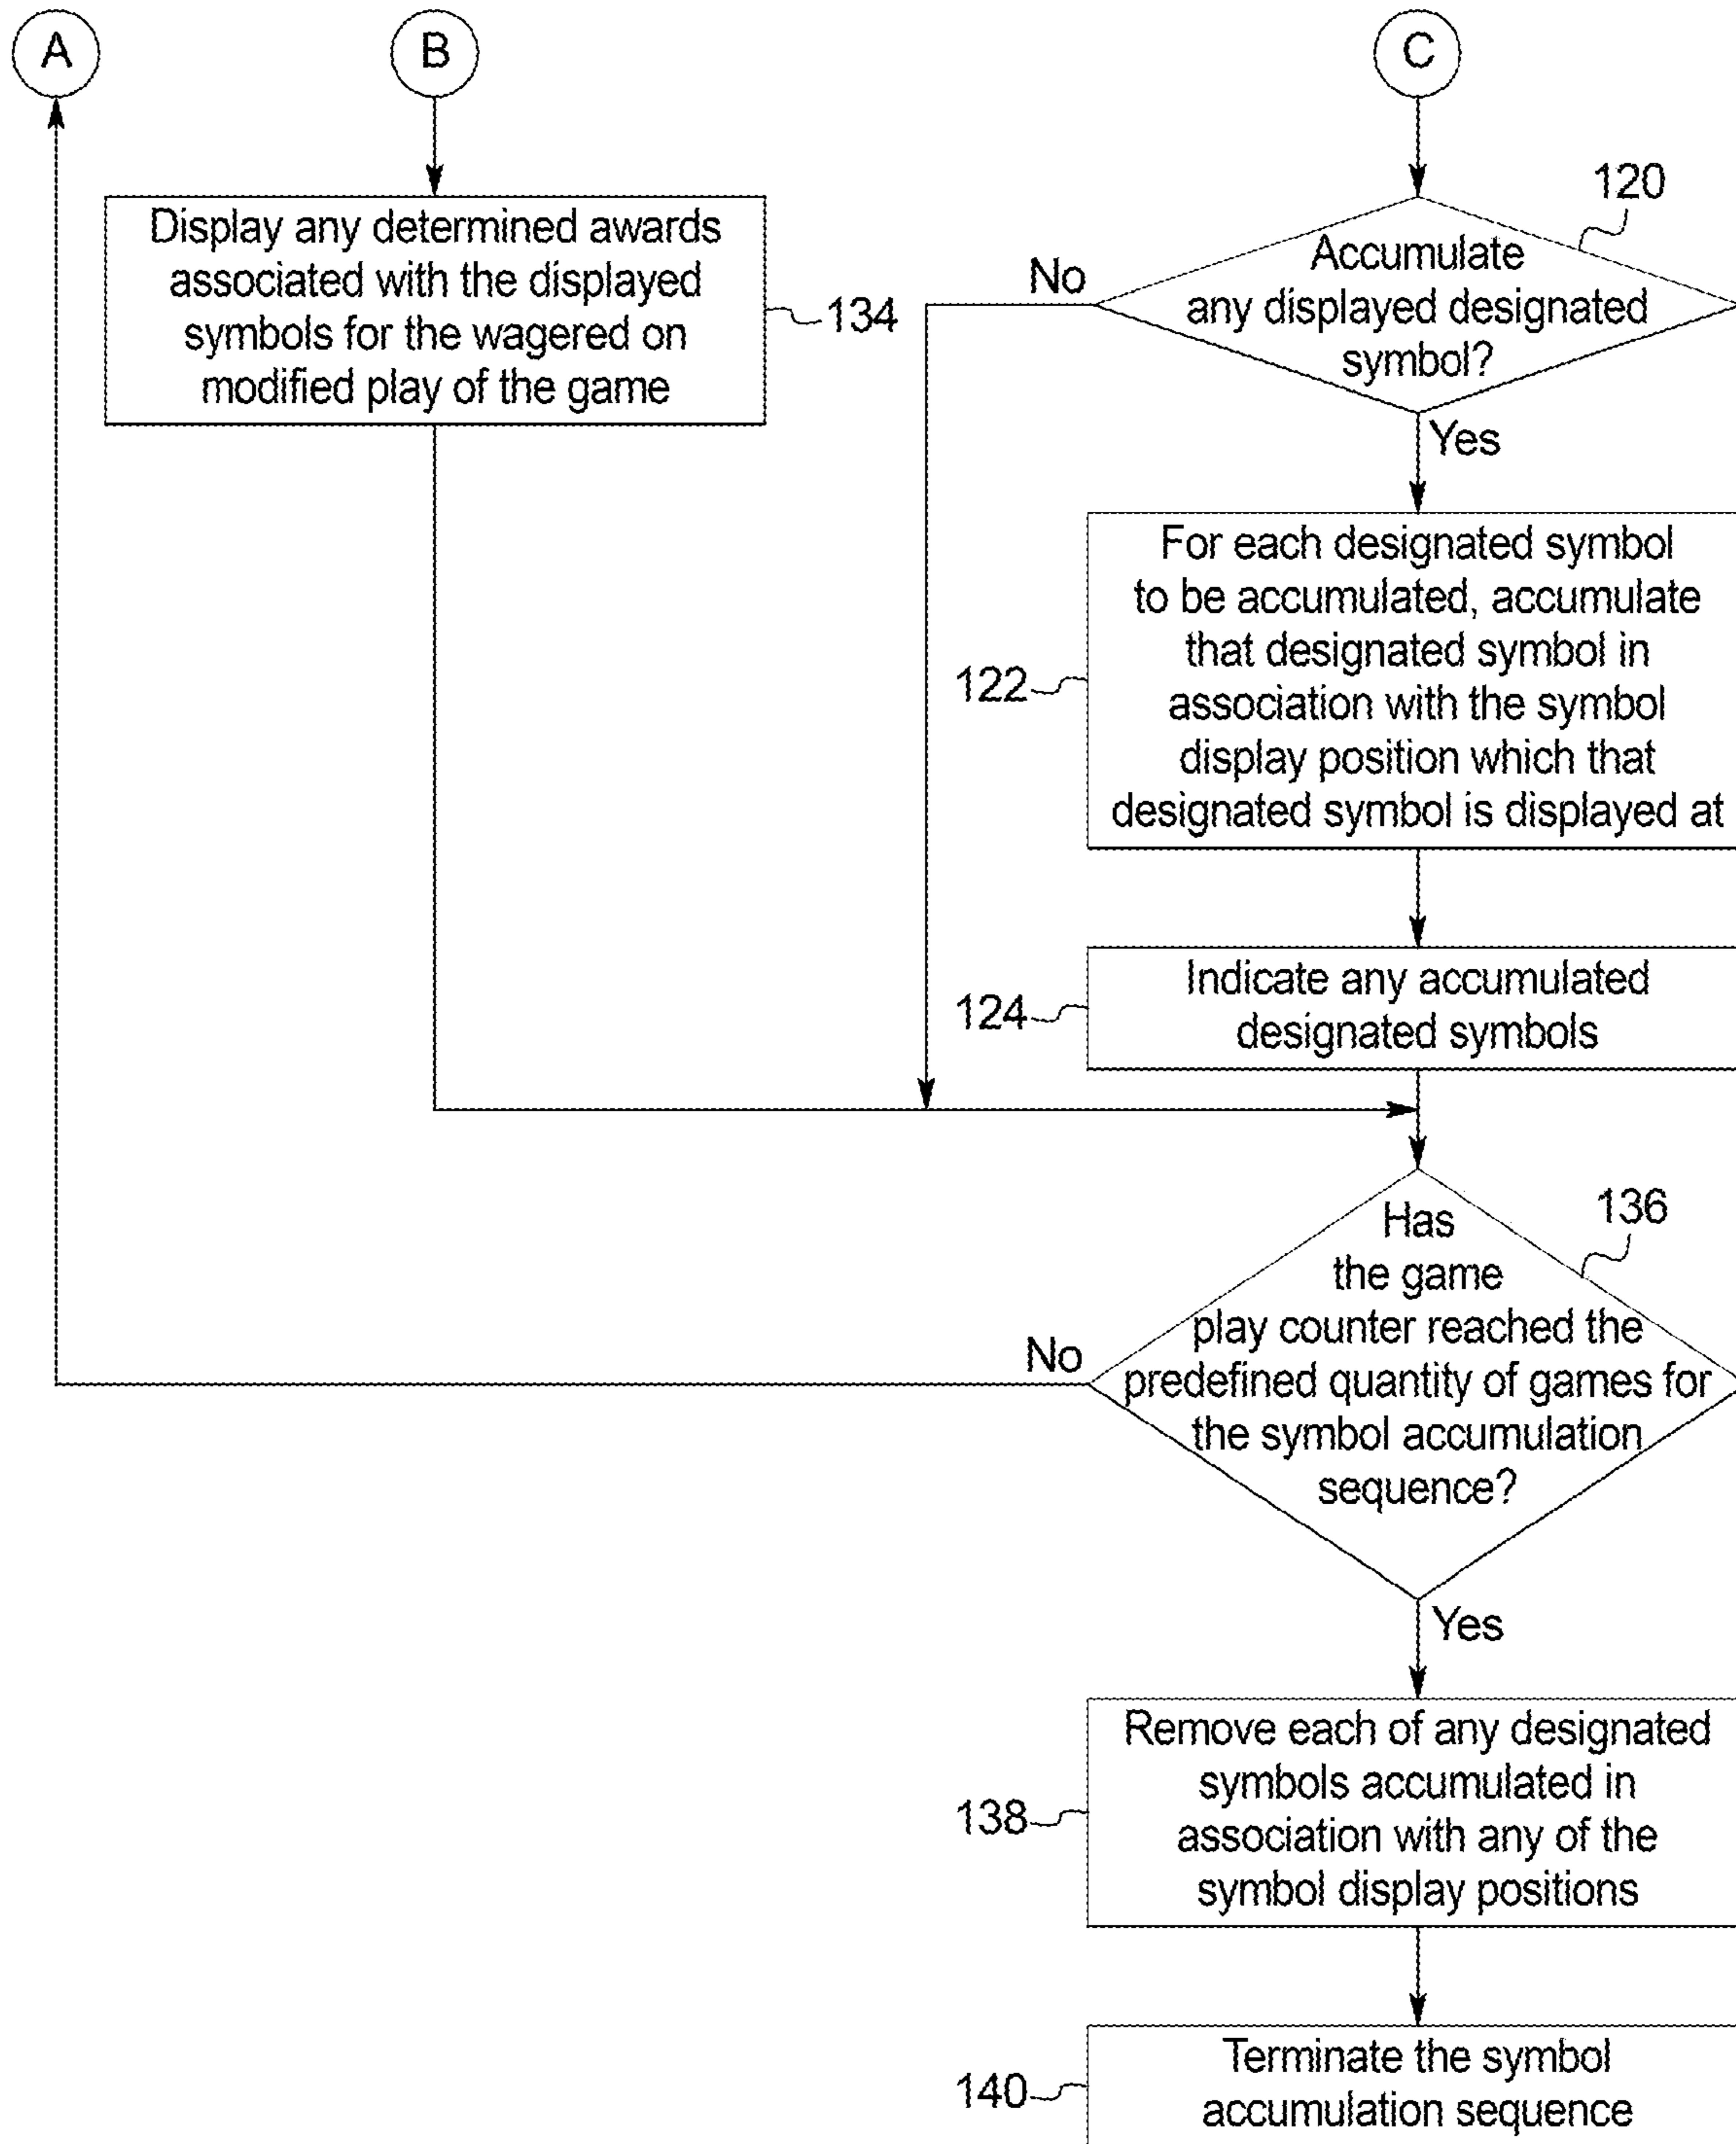 A
B
C
Display any determined awards
associated with the displayed
symbols for the wagered on
modified play of the game
134
120
Accumulate
any displayed designated
symbol?
No
Yes
For each designated symbol
to be accumulated, accumulate
that designated symbol in
association with the symbol
display position which that
designated symbol is displayed at
122
Indicate any accumulated
designated symbols
124
136
Has
the game
play counter reached the
predefined quantity of games for
the symbol accumulation
sequence?
No
Yes
Remove each of any designated
symbols accumulated in
association with any of the
symbol display positions
138
Terminate the symbol
accumulation sequence
140